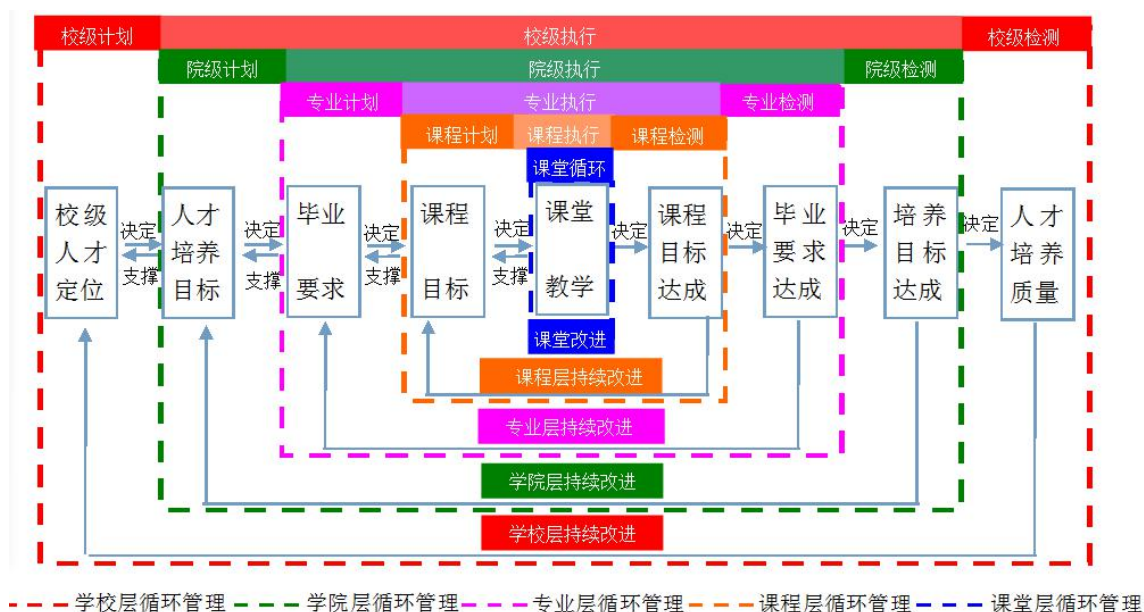 校级计划 校级执行 校级检测
院级计划 院级执行 院级检测
专业计划 专业执行 专业检测
课程计划 课程执行 课程检测
课堂循环
校级
人才
定位
决定
支撑
人才
培养
目标
决定
支撑
毕业
要求
决定
支撑
课程
目标
决定
支撑
课堂
教学
决定
课程
目标
达成
决定
毕业
要求
达成
决定
培养
目标
达成
决定
人才
培养
质量
课堂改进
课程层持续改进
专业层持续改进
学院层持续改进
学校层持续改进
学校层循环管理 学院层循环管理 专业层循环管理 课程层循环管理 课堂层循环管理